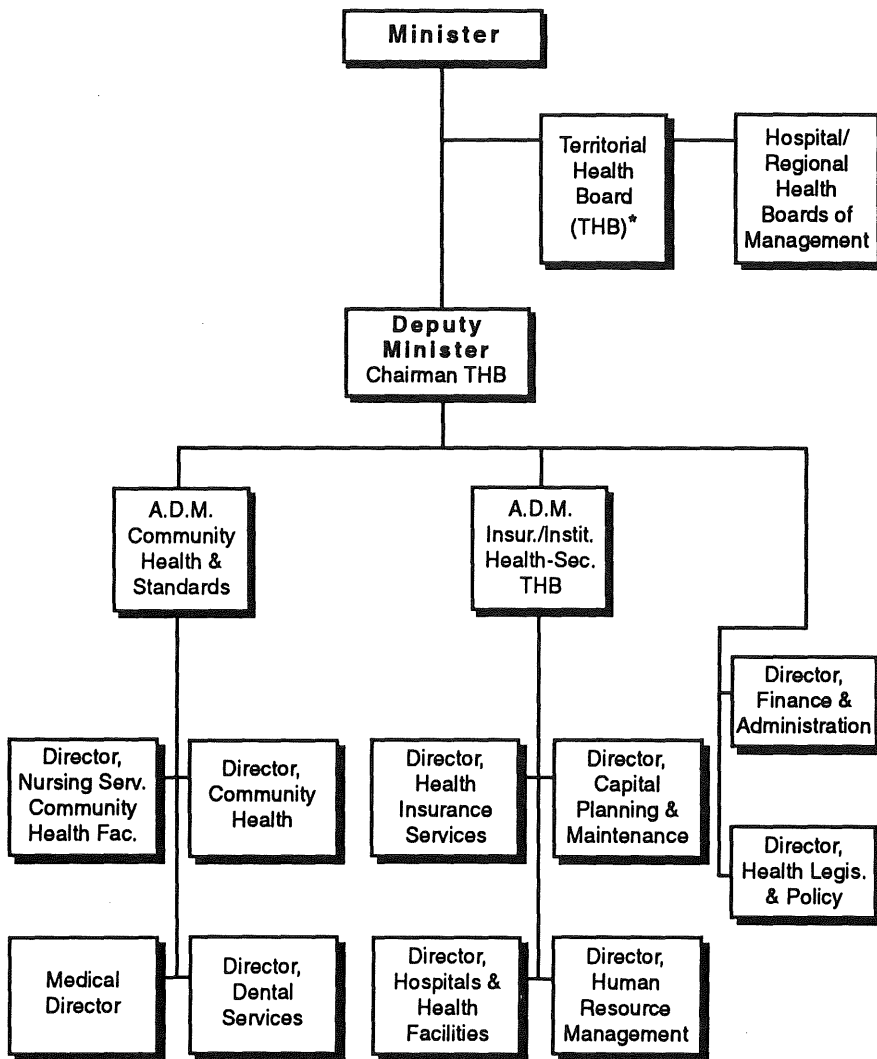 Minister
Territorial
Health
Board
(THB)*
Hospital/
Regional
Health
Boards of
Management
Deputy
Minister
Chairman THB
A.D.M.
Community
Health &
Standards
A.D.M.
Insur./Instit.
Health-Sec.
THB
Director,
Finance &
Administration
Director,
Nursing Serv.
Community
Health Fac.
Director,
Community
Health
Director,
Health
Insurance
Services
Director,
Capital
Planning &
Maintenance
Director,
Health Legis.
& Policy
Medical
Director
Director,
Dental
Services
Director,
Hospitals &
Health
Facilities
Director,
Human
Resource
Management